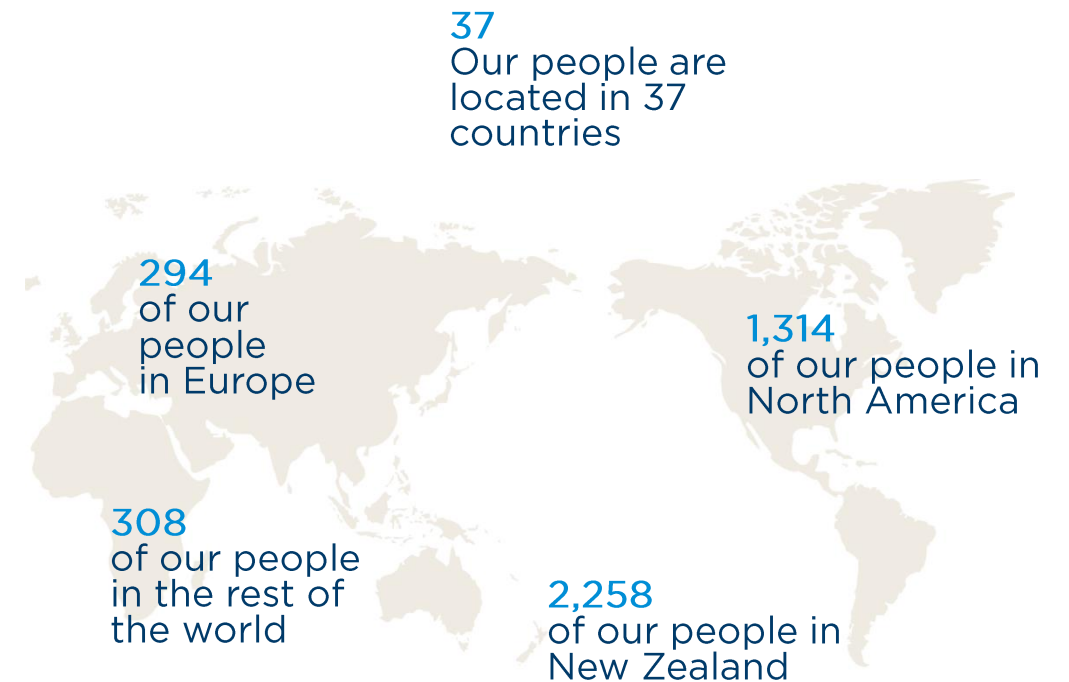 37
Our people are
located in 37
countries
294
of our
people
in Europe
1,314
of our people in
North America
308
of our people
in the rest of
the world
2,258
of our people in
New Zealand